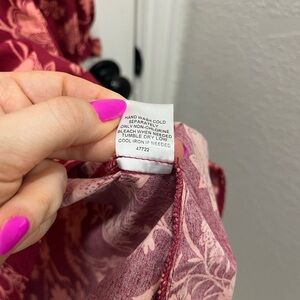 HAND WASH COLD
SEPARATELY
ONLY NON-CHLORINE
BLEACH WHEN NEEDED
TUMBLE DRY LOW
COOL IRON IF NEEDED
47722